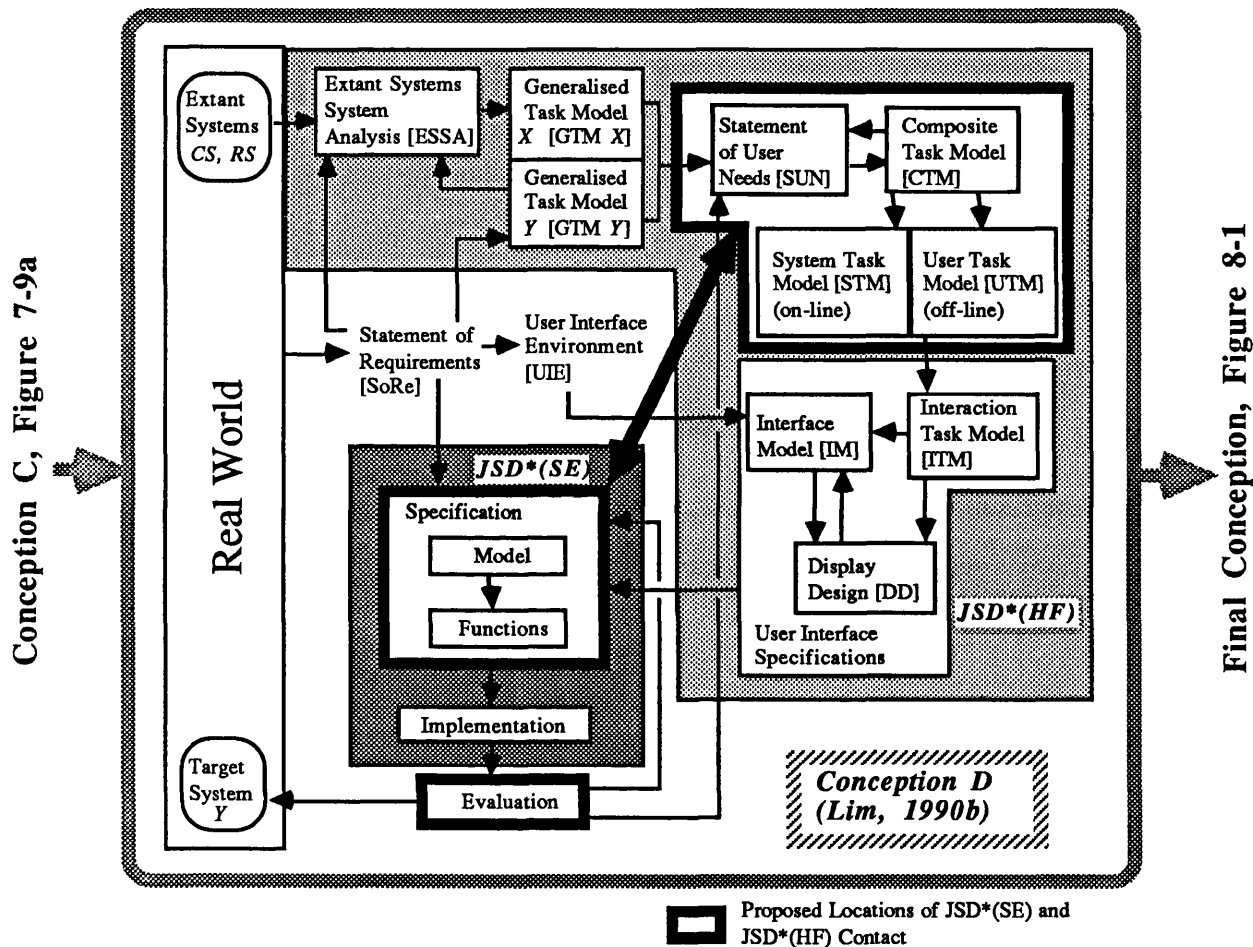 Conception C, Figure 7-9a
Real World
Extant
Systems
CS, RS
Extant Systems
System
Analysis [ESSA]
Generalised
Task Model
X [GTM X]
Generalised
Task Model
Y [GTM Y]
Statement
of User
Needs [SUN]
Composite
Task Model
[CTM]
System Task
Model [STM]
(on-line)
User Task
Model [UTM]
(off-line)
Statement of
Requirements
[SoRe]
User Interface
Environment
[UIE]
Interface
Model [IM]
Interaction
Task Model
[ITM]
Display
Design [DD]
User Interface
Specifications
JSD*(HF)
JSD*(SE)
Specification
Model
Functions
Implementation
Evaluation
Target
System
Y
Conception D
(Lim, 1990b)
Final Conception, Figure 8-1
Proposed Locations of JSD*(SE) and
JSD*(HF) Contact